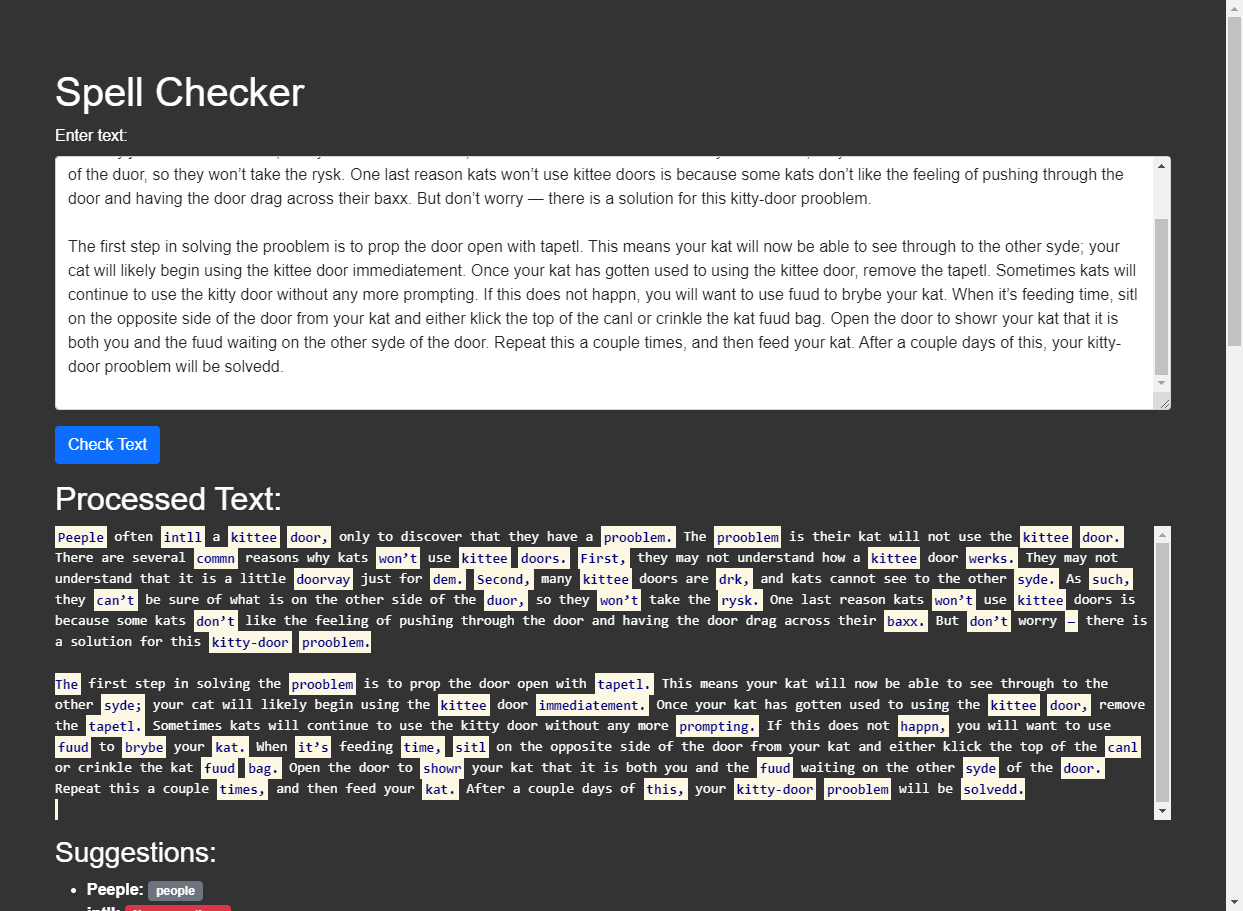 Spell Checker
Enter text:
of the duor, so they won’t take the rysk. One last reason kats won’t use kittee doors is because some kats don’t like the feeling of pushing through the
door and having the door drag across their baxx. But don’t worry — there is a solution for this kitty-door prooblem.
The first step in solving the prooblem is to prop the door open with tapetl. This means your kat will now be able to see through to the other syde; your
cat will likely begin using the kittee door immediatement. Once your kat has gotten used to using the kittee door, remove the tapetl. Sometimes kats will
continue to use the kitty door without any more prompting. If this does not happn, you will want to use fuud to brybe your kat. When it’s feeding time, sitl
on the opposite side of the door from your kat and either klick the top of the canl or crinkle the kat fuud bag. Open the door to showr your kat that it is
both you and the fuud waiting on the other syde of the door. Repeat this a couple times, and then feed your kat. After a couple days of this, your kitty-
door prooblem will be solvedd.
Check Text
Processed Text:
Peeple often intll a kittee door, only to discover that they have a prooblem. The prooblem is their kat will not use the kittee door.
There are several commn reasons why kats won’t use kittee doors. First, they may not understand how a kittee door werks. They may not
understand that it is a little doorvay just for dem. Second, many kittee doors are drk, and kats cannot see to the other syde. As such,
they can’t be sure of what is on the other side of the duor, so they won’t take the rysk. One last reason kats won’t use kittee doors is
because some kats don’t like the feeling of pushing through the door and having the door drag across their baxx. But don’t worry — there is
a solution for this kitty-door prooblem.
The first step in solving the prooblem is to prop the door open with tapetl. This means your kat will now be able to see through to the
other syde; your cat will likely begin using the kittee door immediatement. Once your kat has gotten used to using the kittee door, remove
the tapetl. Sometimes kats will continue to use the kitty door without any more prompting. If this does not happn, you will want to use
fuud to brybe your kat. When it’s feeding time, sitl on the opposite side of the door from your kat and either klick the top of the canl
or crinkle the kat fuud bag. Open the door to showr your kat that it is both you and the fuud waiting on the other syde of the door.
Repeat this a couple times, and then feed your kat. After a couple days of this, your kitty-door prooblem will be solvedd.
Suggestions:
• Peeple: people